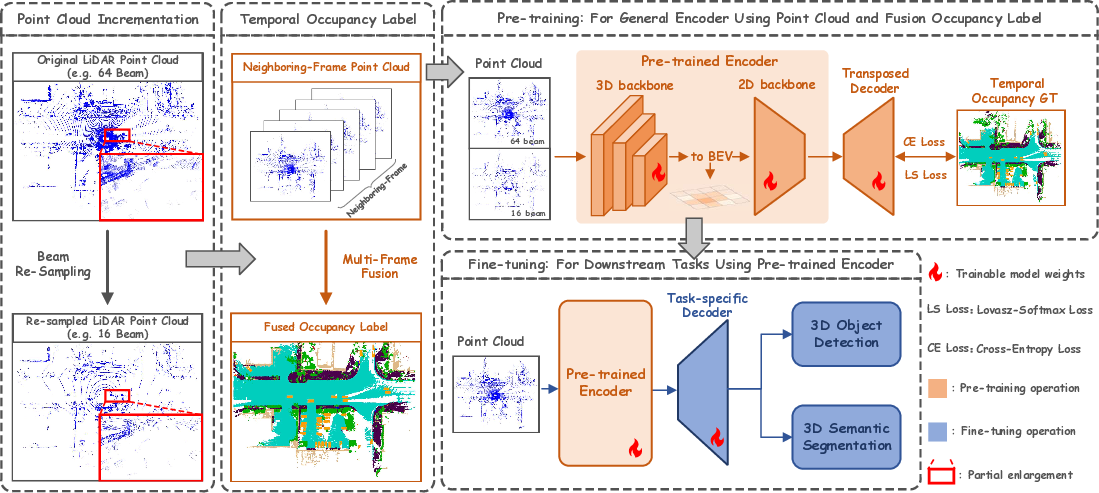 Point Cloud Incrementation
Original LiDAR Point Cloud
(e.g. 64 Beam)
Beam
Re-Sampling
Re-sampled LiDAR Point Cloud
(e.g. 16 Beam)
Temporal Occupancy Label
Neighboring-Frame Point Cloud
Neighboring-Frame
Multi-Frame
Fusion
Fused Occupancy Label
Pre-training: For General Encoder Using Point Cloud and Fusion Occupancy Label
Point Cloud
64 beam
16 beam
Pre-trained Encoder
3D backbone
to BEV
2D backbone
Transposed
Decoder
CE Loss
LS Loss
Temporal
Occupancy GT
Fine-tuning: For Downstream Tasks Using Pre-trained Encoder
Point Cloud
Pre-trained
Encoder
Task-specific
Decoder
3D Object
Detection
3D Semantic
Segmentation
: Trainable model weights
LS Loss: Lovasz-Softmax Loss
CE Loss: Cross-Entropy Loss
: Pre-training operation
: Fine-tuning operation
: Partial enlargement